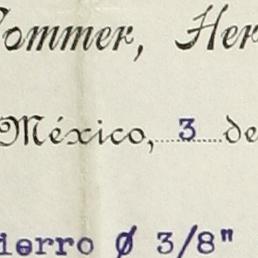 Sommer, Her
México, 3 de
ierro ø 3/8"